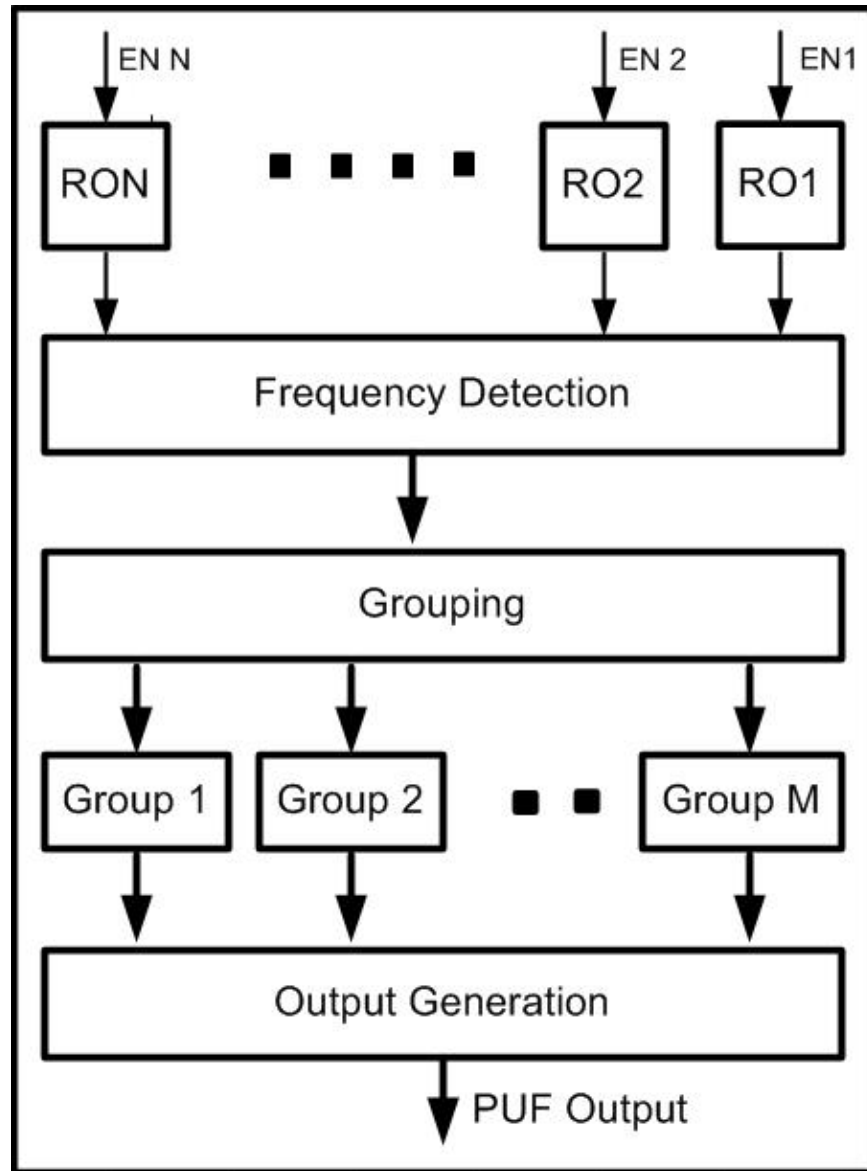 EN N EN 2 EN1
RON RO2 RO1
Frequency Detection
Grouping
Group 1 Group 2 Group M
Output Generation
PUF Output